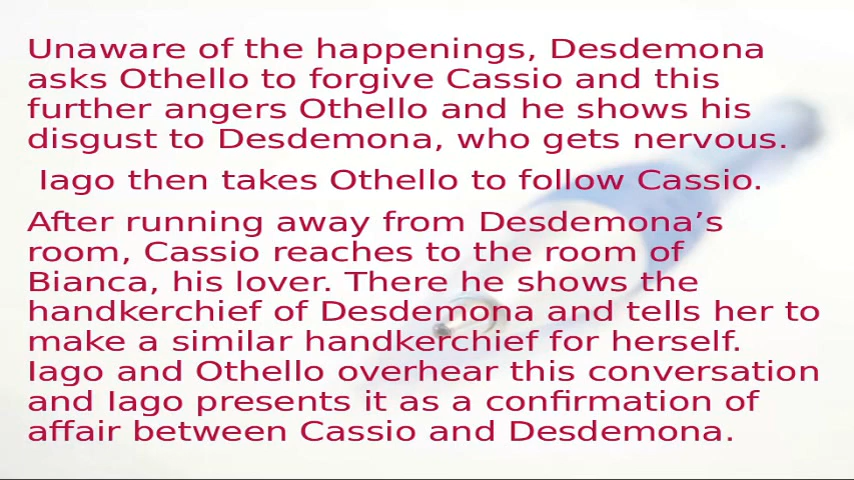 Unaware of the happenings, Desdemona
asks Othello to forgive Cassio and this
further angers Othello and he shows his
disgust to Desdemona, who gets nervous.
Iago then takes Othello to follow Cassio.
After running away from Desdemona’s
room, Cassio reaches to the room of
Bianca, his lover. There he shows the
handkerchief of Desdemona and tells her to
make a similar handkerchief for herself.
Iago and Othello overhear this conversation
and Iago presents it as a confirmation of
affair between Cassio and Desdemona.